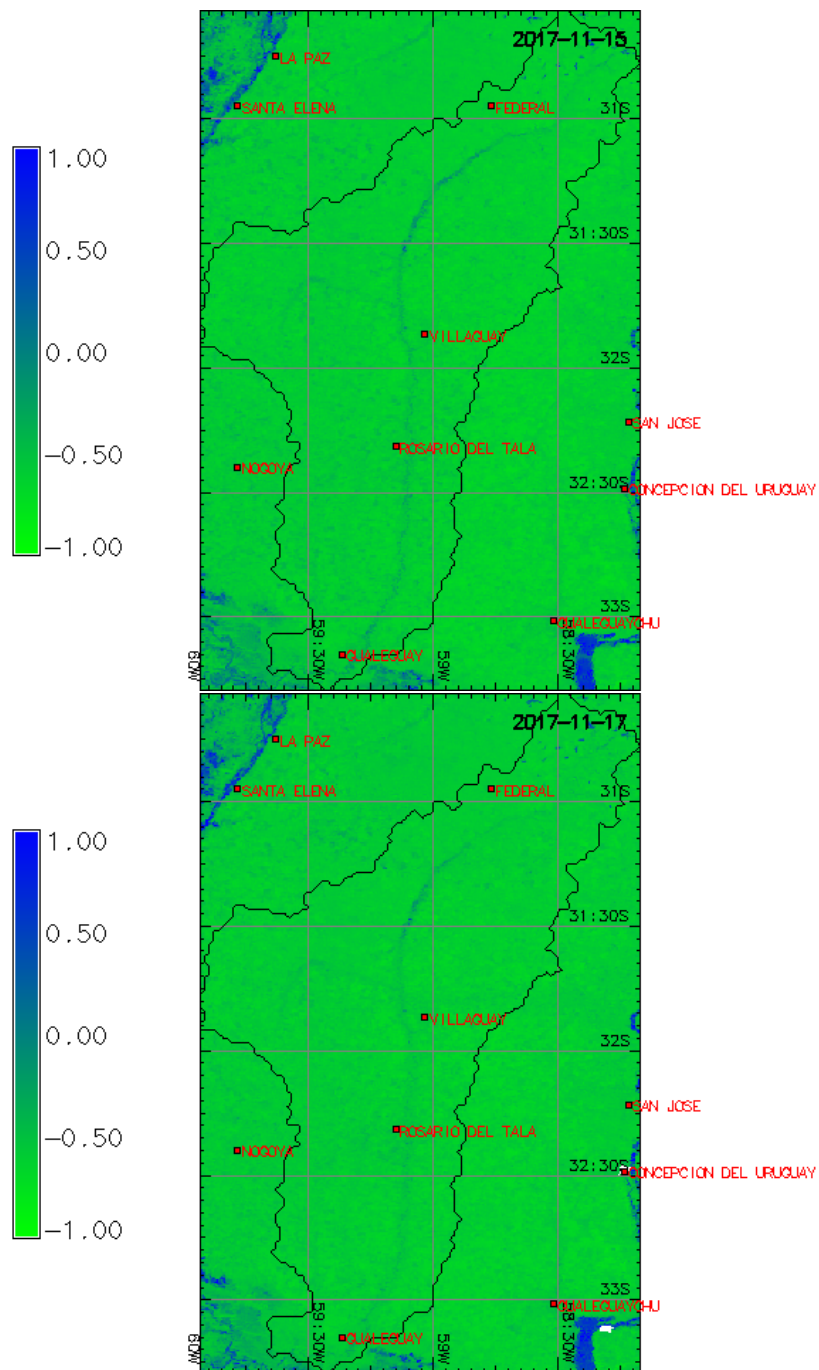 2017-11-15
LA PAZ
SANTA ELENA
FEDERAL
31S
1.00
0.50
31:30S
0.00
VILLAGUAY
32S
SAN JOSE
-0.50
ROSARIO DEL TALA
NOGOYA
32:30S
CONCEPCION DEL URUGUAY
-1.00
33S
GUALEGUAYCHU
60W
59:30W
59W
58:30W
GUALEGUAY
2017-11-17
LA PAZ
SANTA ELENA
FEDERAL
31S
1.00
0.50
31:30S
0.00
VILLAGUAY
32S
SAN JOSE
-0.50
ROSARIO DEL TALA
NOGOYA
32:30S
CONCEPCION DEL URUGUAY
-1.00
33S
GUALEGUAYCHU
60W
59:30W
59W
58:30W
GUALEGUAY